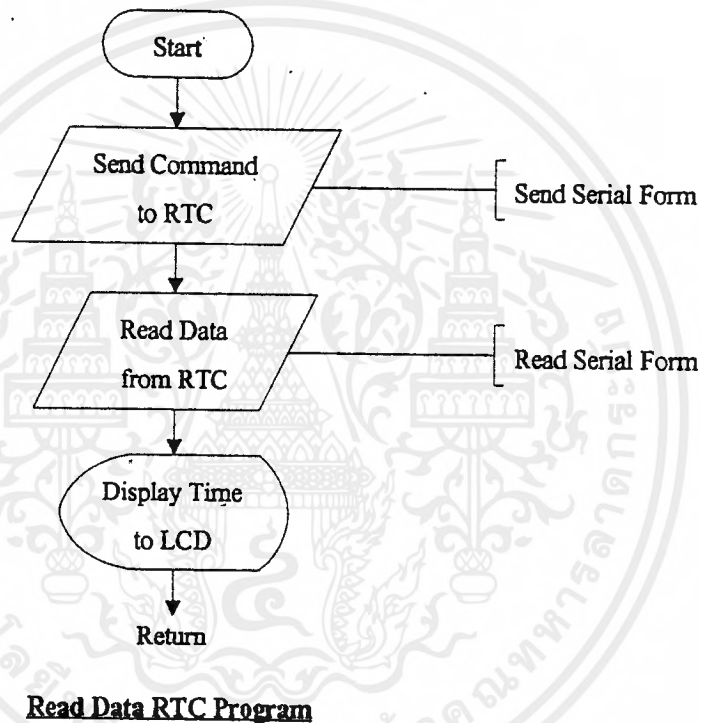 Start
Send Command
to RTC
Send Serial Form
Read Data
from RTC
Read Serial Form
Display Time
to LCD
Return
Read Data RTC Program